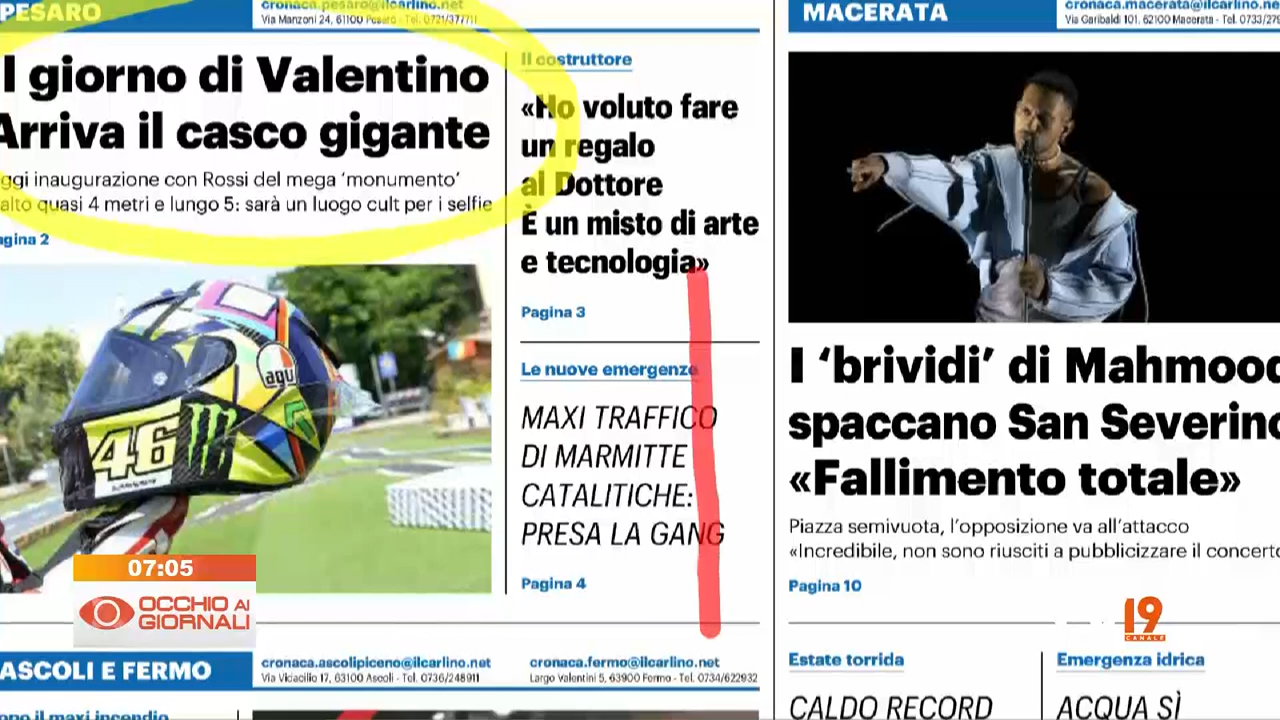 PESARO
cronaca.pesaro@ilcarlino.net
Via Manzoni 24, 61100 Pesaro - Tel. 0721/377711
l giorno di Valentino
Arriva il casco gigante
ggi inaugurazione con Rossi del mega ‘monumento’
alto quasi 4 metri e lungo 5: sarà un luogo cult per i selfie
agina 2
agu
46
Il costruttore
«Ho voluto fare
un regalo
al Dottore
È un misto di arte
e tecnologia»
Pagina 3
Le nuove emergenze
MAXI TRAFFICO
DI MARMITTE
CATALITICHE:
PRESA LA GANG
Pagina 4
MACERATA
cronaca.macerata@ilcarlino.net
Via Garibaldi 101, 62100 Macerata - Tel. 0733/279
I ‘brividi’ di Mahmood
spaccano San Severino
«Fallimento totale»
Piazza semivuota, l’opposizione va all’attacco
«Incredibile, non sono riusciti a pubblicizzare il concerto
Pagina 10
07:05
OCCHIO AI
GIORNALI
19
CANALE
ASCOLI E FERMO
cronaca.ascolipiceno@ilcarlino.net
Via Vidacilio 17, 63100 Ascoli - Tel. 0736/248911
cronaca.fermo@ilcarlino.net
Largo Valentini 5, 63900 Fermo - Tel. 0734/622932
opo il maxi incendio
Estate torrida
CALDO RECORD
Emergenza idrica
ACQUA SÌ